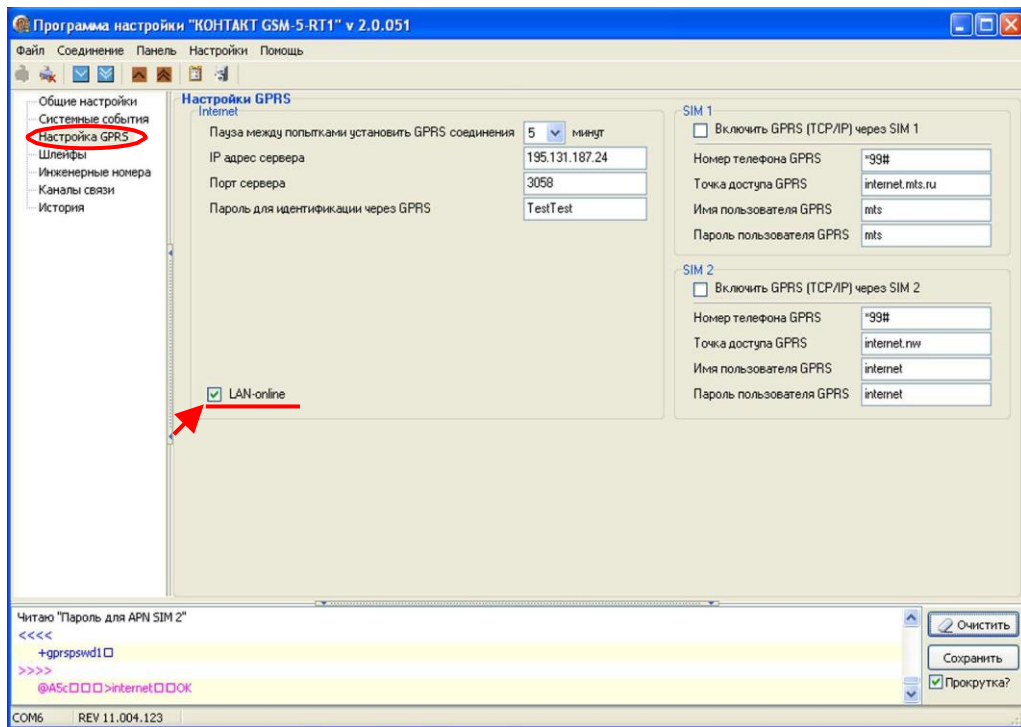 Программа настройки "КОНТАКТ GSM-5-RT1" v 2.0.051
Файл Соединение Панель Настройки Помощь
Общие настройки
Системные события
Настройка GPRS
Шлейфы
Инженерные номера
Каналы связи
История
Настройки GPRS
Internet
Пауза между попытками установить GPRS соединения 5 минут
IP адрес сервера 195.131.187.24
Порт сервера 3058
Пароль для идентификации через GPRS TestTest
LAN-online
SIM 1
Включить GPRS (TCP/IP) через SIM 1
Номер телефона GPRS *99#
Точка доступа GPRS internet.mts.ru
Имя пользователя GPRS mts
Пароль пользователя GPRS mts
SIM 2
Включить GPRS (TCP/IP) через SIM 2
Номер телефона GPRS *99#
Точка доступа GPRS internet.nw
Имя пользователя GPRS internet
Пароль пользователя GPRS internet
Читаю "Пароль для APN SIM 2"
<<<<
+gprspswd1□
>>>>
@A5c□□□>internet□□OK
Очистить
Сохранить
Прокрутка?
COM6 REV 11.004.123